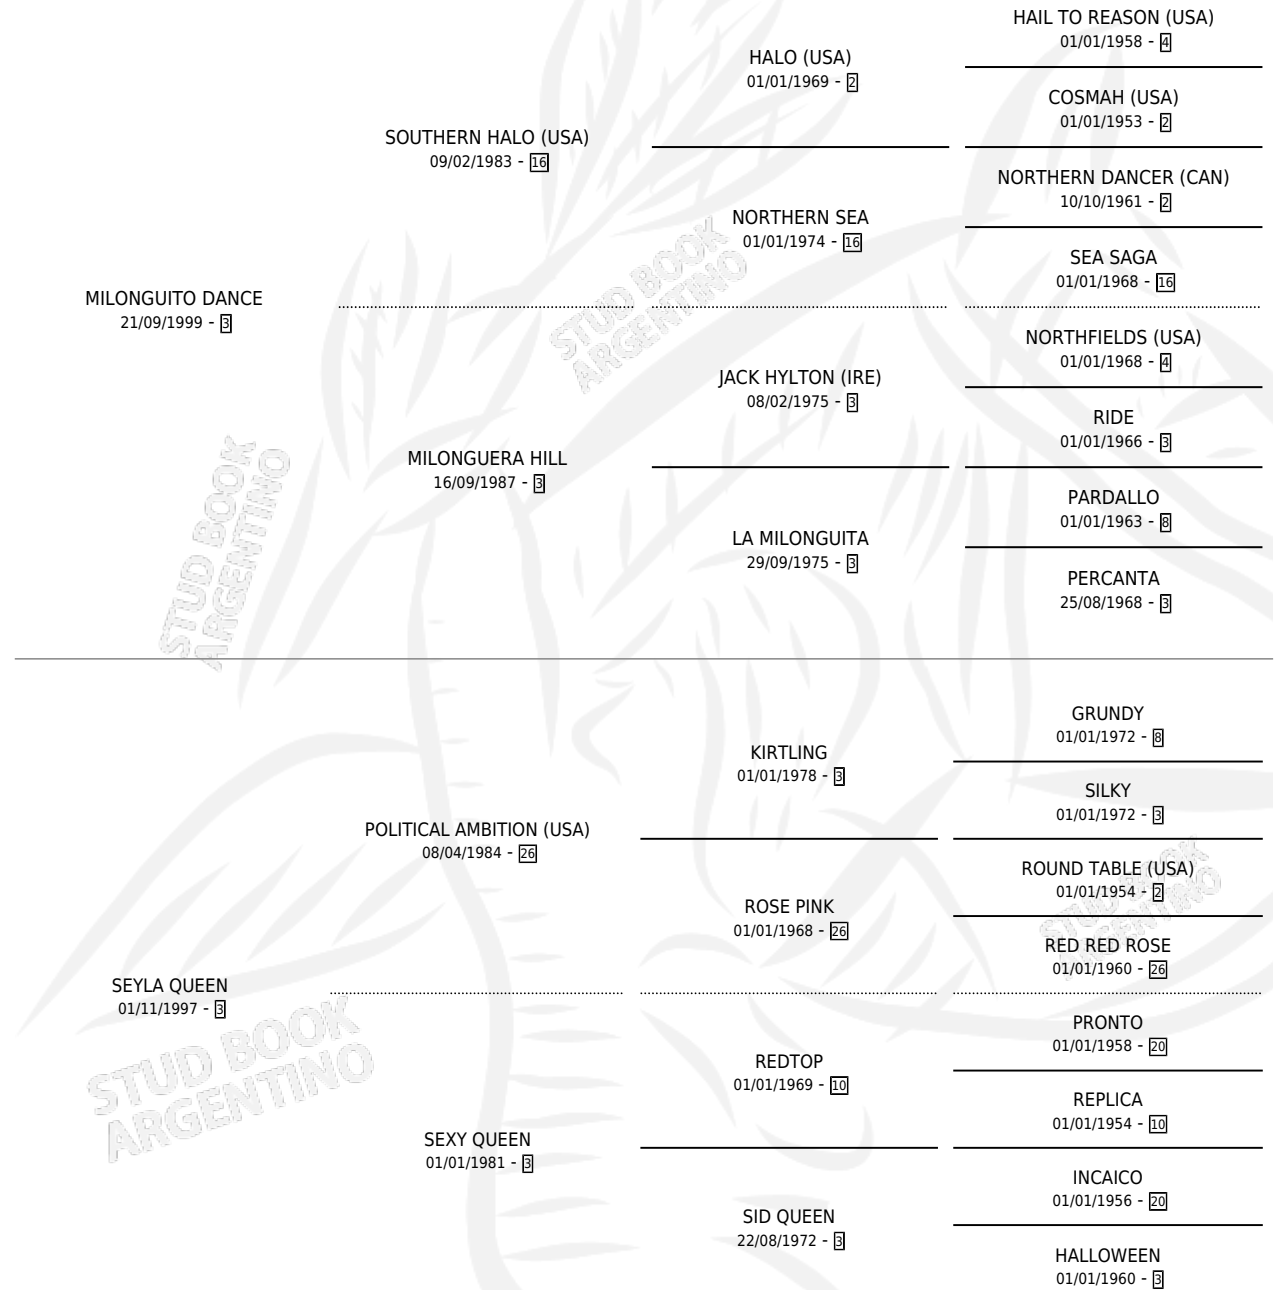 HAIL TO REASON (USA)
01/01/1958 - 4
HALO (USA)
01/01/1969 - 2
COSMAH (USA)
01/01/1953 - 2
SOUTHERN HALO (USA)
09/02/1983 - 16
NORTHERN DANCER (CAN)
10/10/1961 - 2
NORTHERN SEA
01/01/1974 - 16
SEA SAGA
01/01/1968 - 16
MILONGUITO DANCE
21/09/1999 - 3
NORTHFIELDS (USA)
01/01/1968 - 4
JACK HYLTON (IRE)
08/02/1975 - 3
RIDE
01/01/1966 - 3
MILONGUERA HILL
16/09/1987 - 3
PARDALLO
01/01/1963 - 8
LA MILONGUITA
29/09/1975 - 3
PERCANTA
25/08/1968 - 3
GRUNDY
01/01/1972 - 8
KIRTLING
01/01/1978 - 3
SILKY
01/01/1972 - 3
POLITICAL AMBITION (USA)
08/04/1984 - 26
ROUND TABLE (USA)
01/01/1954 - 2
ROSE PINK
01/01/1968 - 26
RED RED ROSE
01/01/1960 - 26
SEYLA QUEEN
01/11/1997 - 3
PRONTO
01/01/1958 - 20
REDTOP
01/01/1969 - 10
REPLICA
01/01/1954 - 10
SEXY QUEEN
01/01/1981 - 3
INCAICO
01/01/1956 - 20
SID QUEEN
22/08/1972 - 3
HALLOWEEN
01/01/1960 - 3
STUD BOOK
ARGENTINO
STUD BOOK
ARGENTINO
STUD BOOK
ARGENTINO
STUD BOOK
ARGENTINO